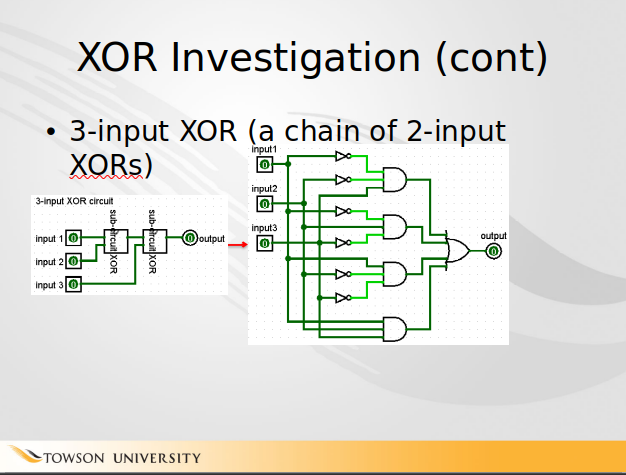 XOR Investigation (cont)
• 3-input XOR (a chain of 2-input
XORs)
3-input XOR circuit
input 1
input 2
input 3
sub-circuit XOR
sub-circuit XOR
output
0
0
0
0
input1
input2
input3
output
0
0
0
0
TOWSON UNIVERSITY